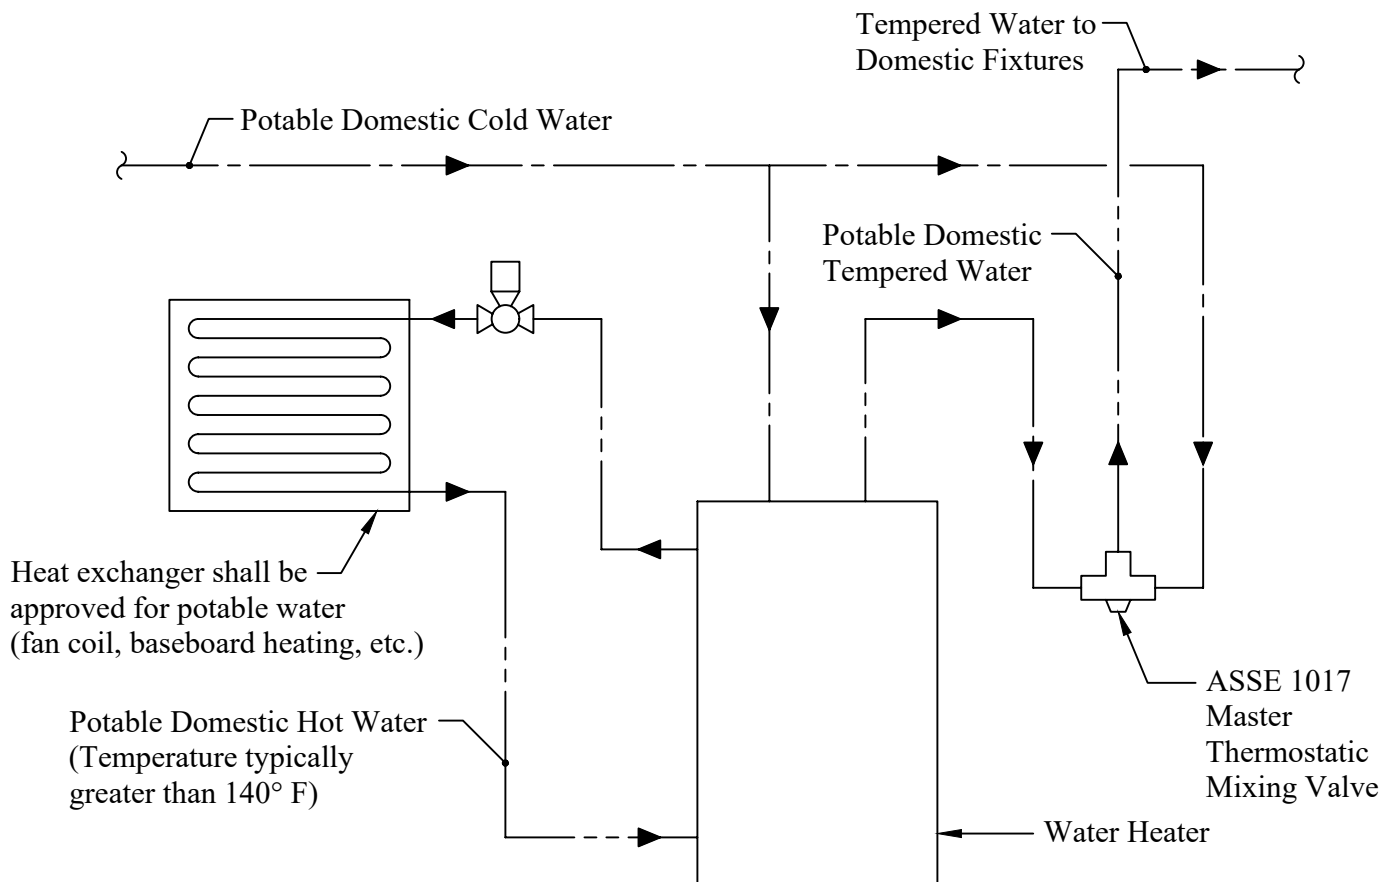 Tempered Water to
Domestic Fixtures
Potable Domestic Cold Water
Potable Domestic
Tempered Water
Heat exchanger shall be
approved for potable water
(fan coil, baseboard heating, etc.)
Potable Domestic Hot Water
(Temperature typically
greater than 140° F)
ASSE 1017
Master
Thermostatic
Mixing Valve
Water Heater